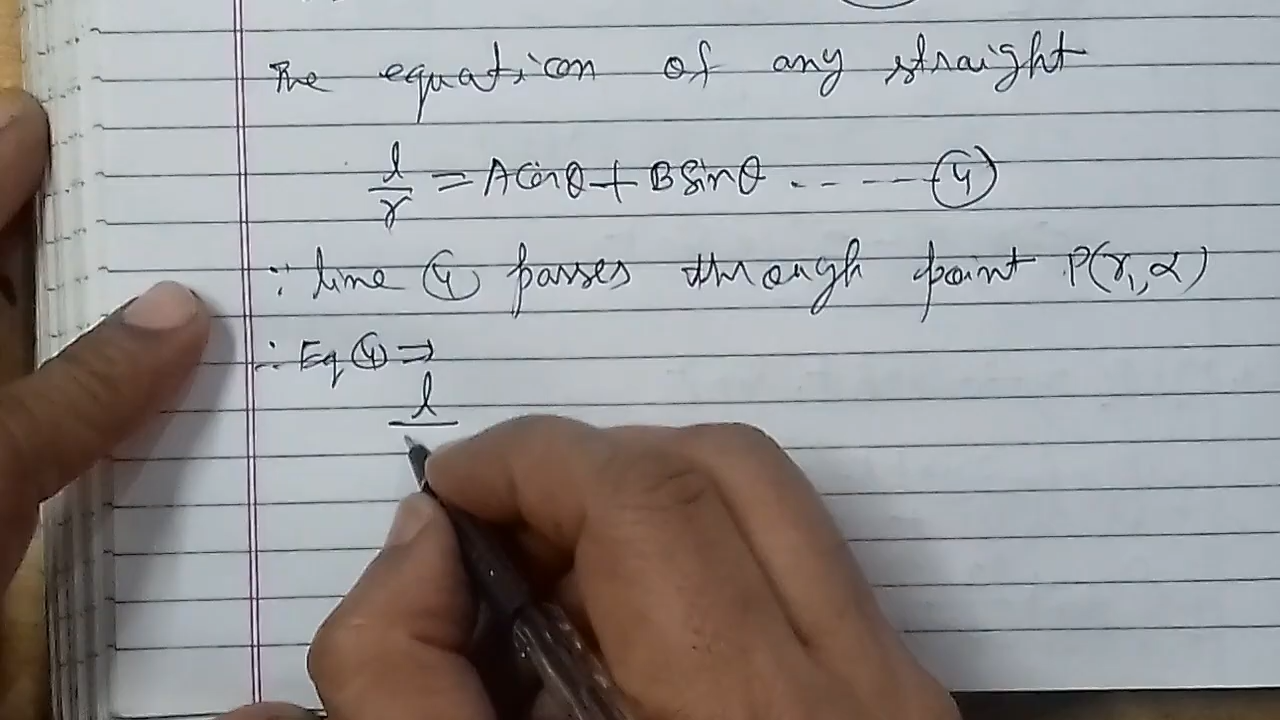 The equation of any straight
l/r = A Cosθ + B Sinθ ------ (4)
∵ line (4) passes through point P(r₁, α)
∴ Eq (4) ⇒
l